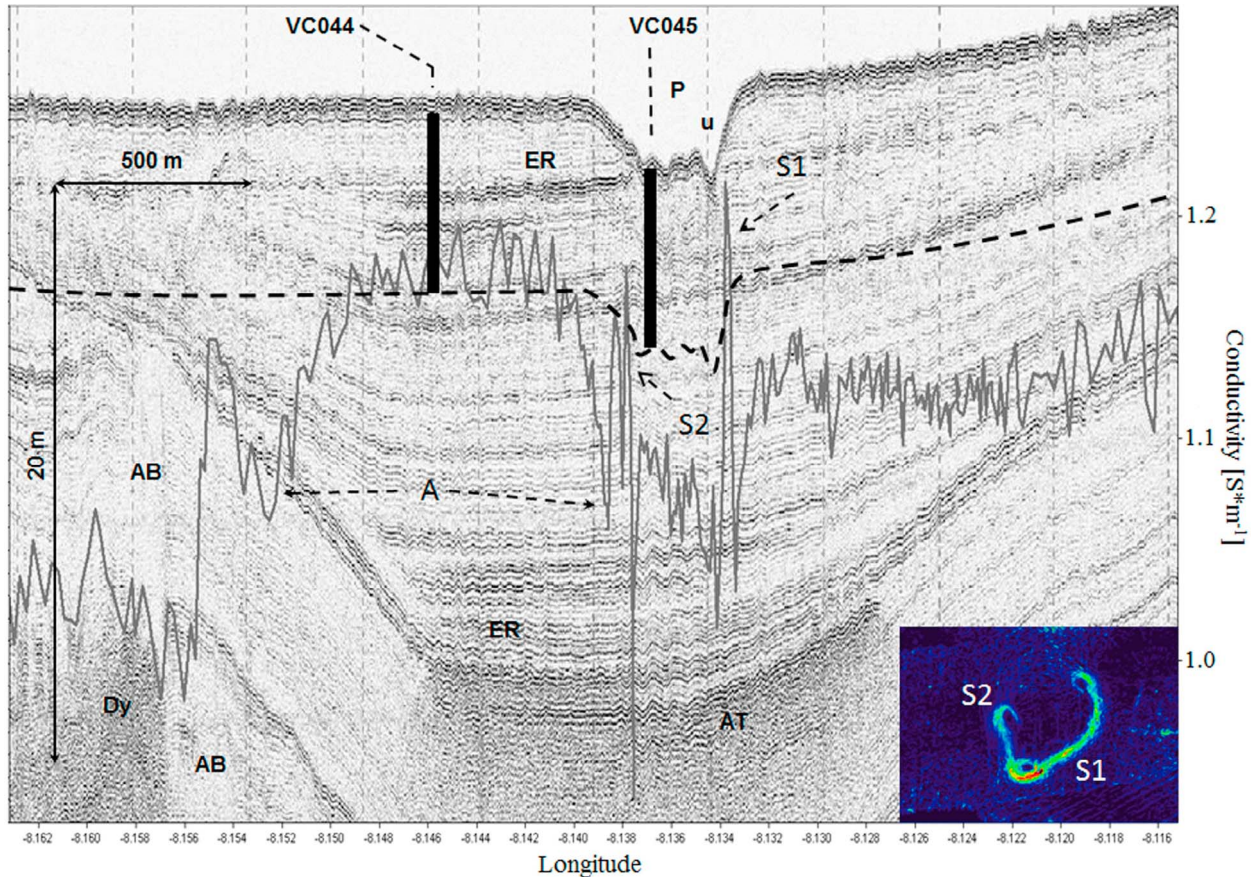 VC044
VC045
P
u
500 m
ER
S1
1.2
20 m
AB
A
S2
1.1
Conductivity [S*m-1]
ER
1.0
Dy
AB
AT
S2
S1
-8.162 -8.160 -8.158 -8.156 -8.154 -8.152 -8.150 -8.148 -8.146 -8.144 -8.142 -8.140 -8.138 -8.136 -8.134 -8.132 -8.130 -8.128 -8.126 -8.124 -8.122 -8.120 -8.118 -8.116
Longitude